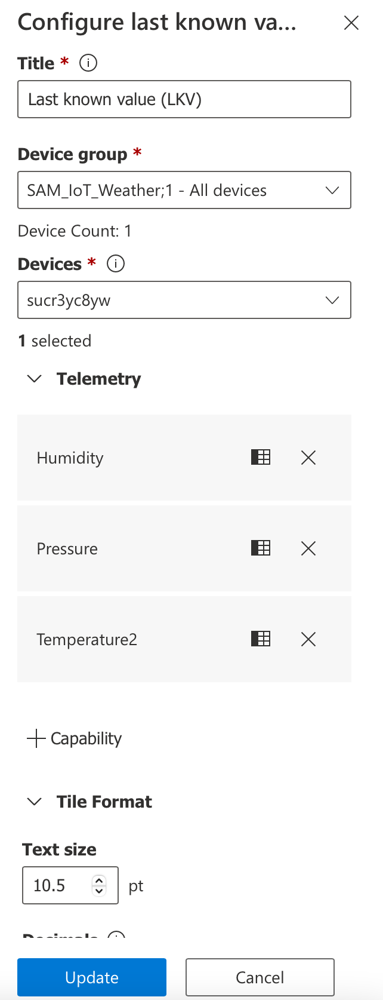 Configure last known va...
Title *
Last known value (LKV)
Device group *
SAM_IoT_Weather;1 - All devices
Device Count: 1
Devices *
sucr3yc8yw
1 selected
Telemetry
Humidity
Pressure
Temperature2
Capability
Tile Format
Text size
10.5 pt
Decimals
Update Cancel